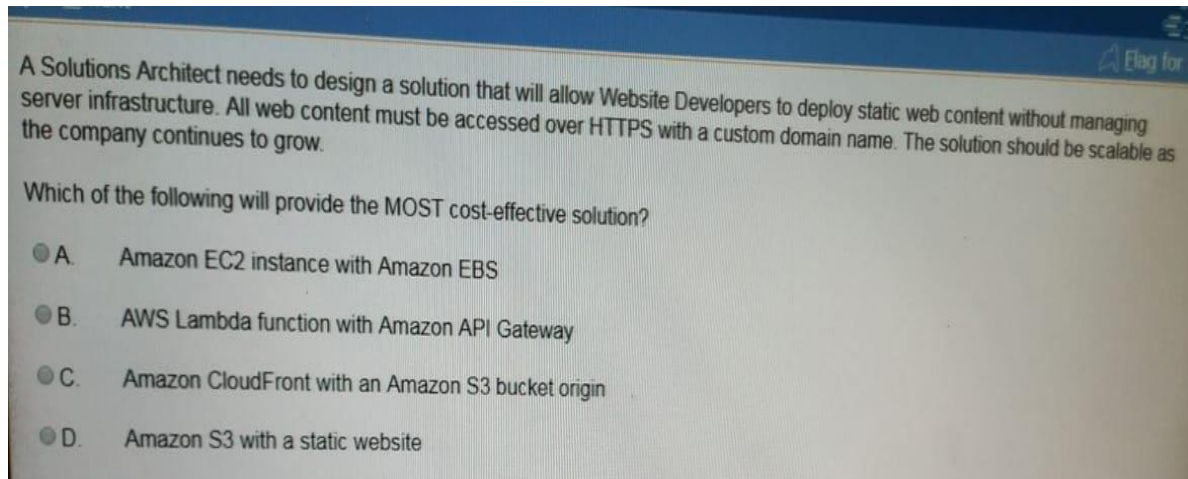 Flag for
A Solutions Architect needs to design a solution that will allow Website Developers to deploy static web content without managing
server infrastructure. All web content must be accessed over HTTPS with a custom domain name. The solution should be scalable as
the company continues to grow.
Which of the following will provide the MOST cost-effective solution?
A. Amazon EC2 instance with Amazon EBS
B. AWS Lambda function with Amazon API Gateway
C. Amazon CloudFront with an Amazon S3 bucket origin
D. Amazon S3 with a static website